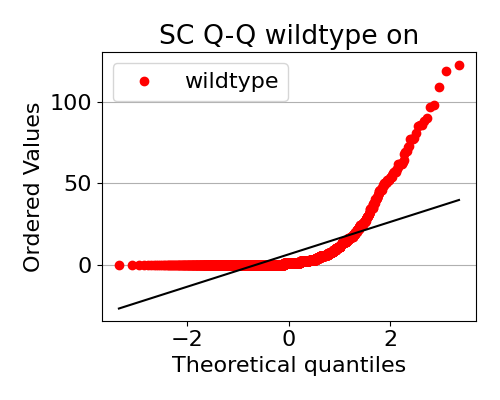 SC Q-Q wildtype on
wildtype
Ordered Values
100
50
0
−2
0
2
Theoretical quantiles